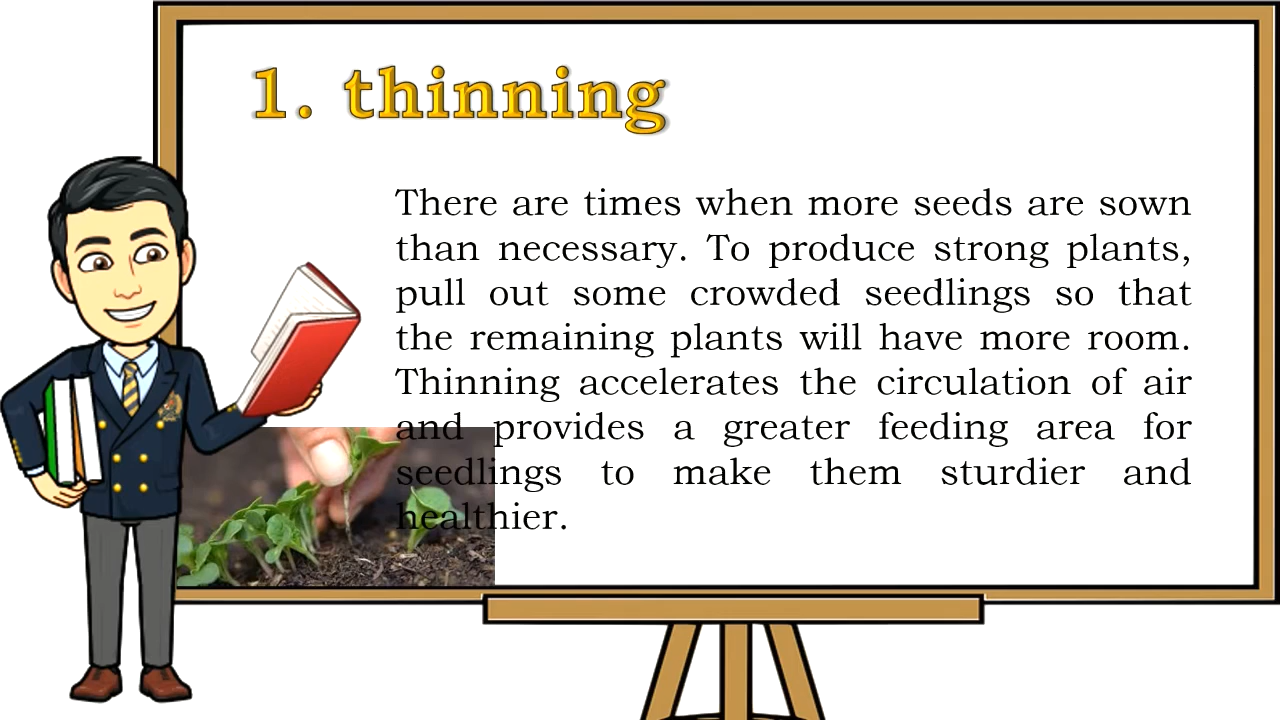 1. thinning
There are times when more seeds are sown
than necessary. To produce strong plants,
pull out some crowded seedlings so that
the remaining plants will have more room.
Thinning accelerates the circulation of air
and provides a greater feeding area for
seedlings to make them sturdier and
healthier.